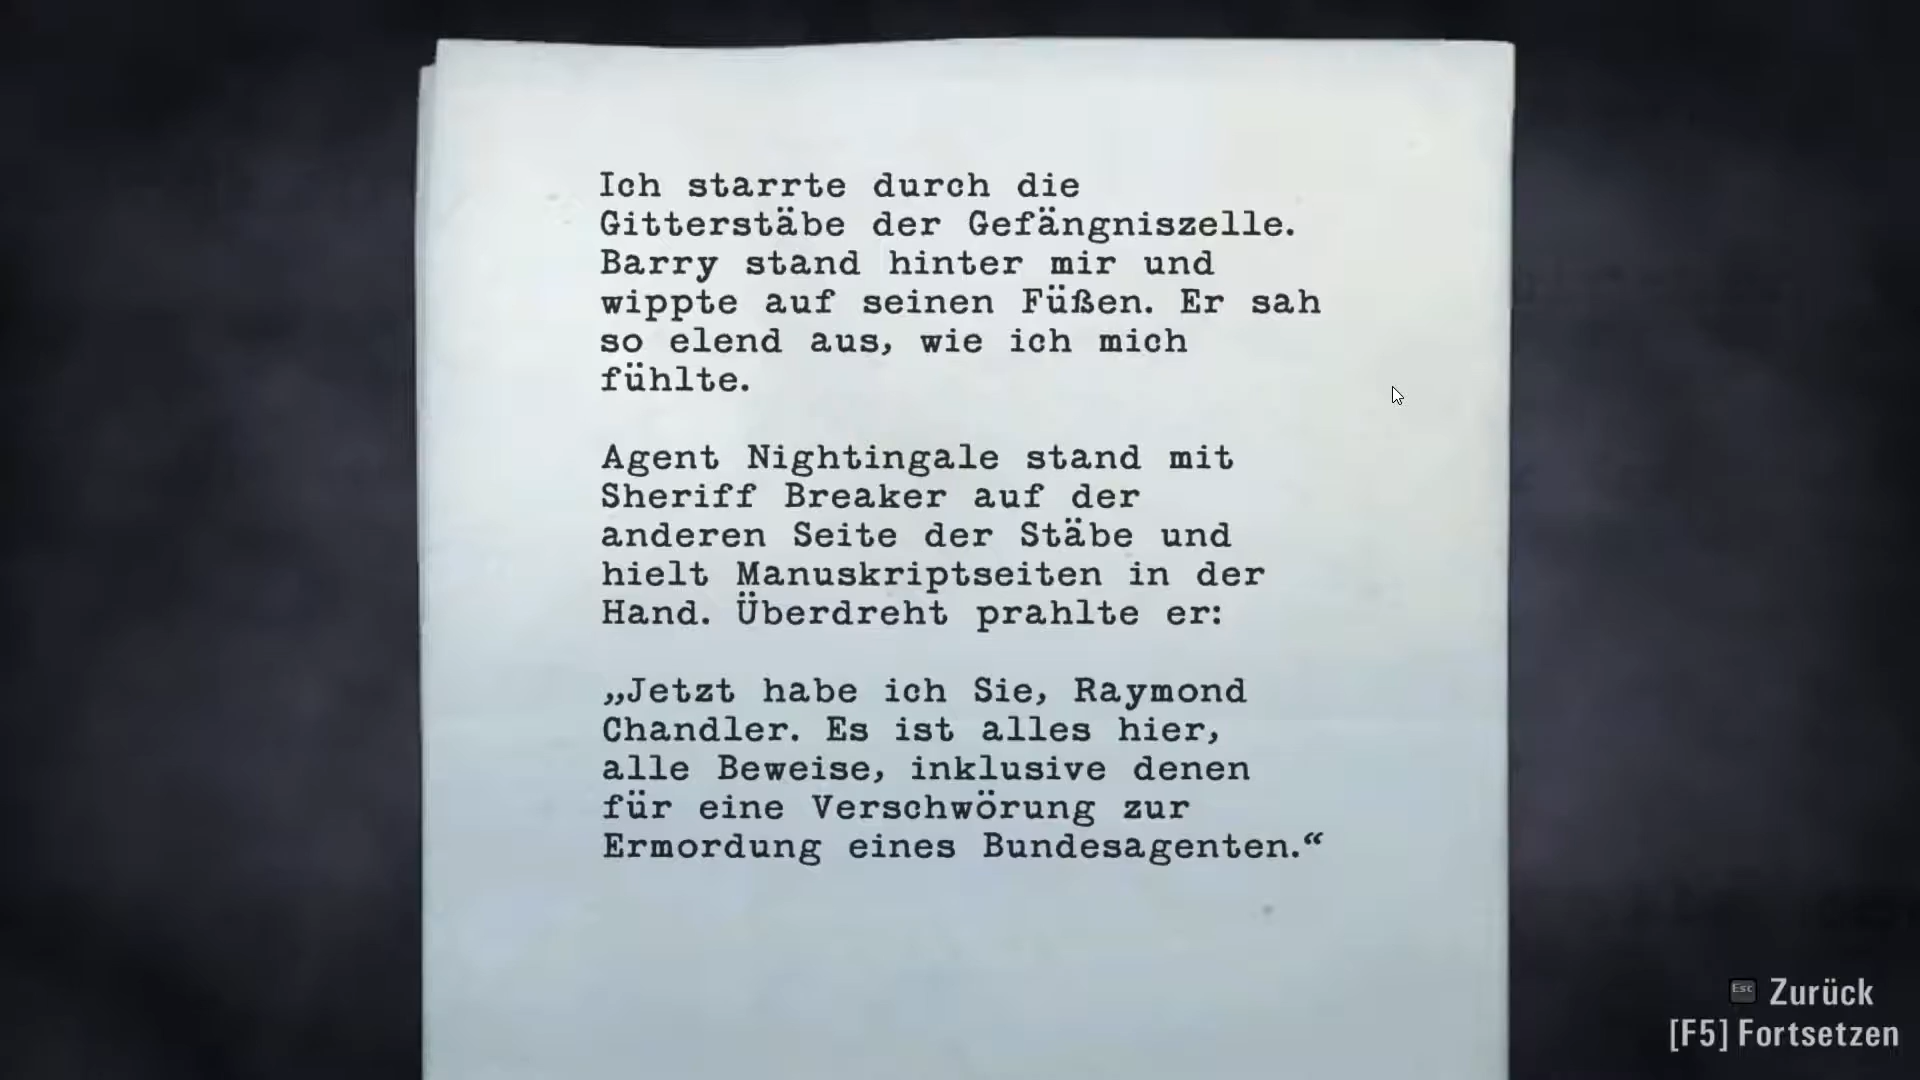 Ich starrte durch die
Gitterstäbe der Gefängniszelle.
Barry stand hinter mir und
wippte auf seinen Füßen. Er sah
so elend aus, wie ich mich
fühlte.
Agent Nightingale stand mit
Sheriff Breaker auf der
anderen Seite der Stäbe und
hielt Manuskriptseiten in der
Hand. Überdreht prahlte er:
„Jetzt habe ich Sie, Raymond
Chandler. Es ist alles hier,
alle Beweise, inklusive denen
für eine Verschwörung zur
Ermordung eines Bundesagenten.“
Esc Zurück
[F5] Fortsetzen